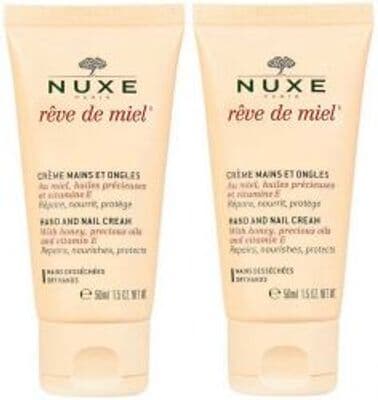 NUXE
PARIS
rêve de miel®
CRÈME MAINS ET ONGLES
Au miel, huiles précieuses
et vitamine E
Répare, nourrit, protège
HAND AND NAIL CREAM
With honey, precious oils
and vitamin E
Repairs, nourishes, protects
MAINS DESSÉCHÉES
DRY HANDS
50ml 1.5 OZ. NET WT.
NUXE
PARIS
rêve de miel®
CRÈME MAINS ET ONGLES
Au miel, huiles précieuses
et vitamine E
Répare, nourrit, protège
HAND AND NAIL CREAM
With honey, precious oils
and vitamin E
Repairs, nourishes, protects
MAINS DESSÉCHÉES
DRY HANDS
50ml 1.5 OZ. NET WT.